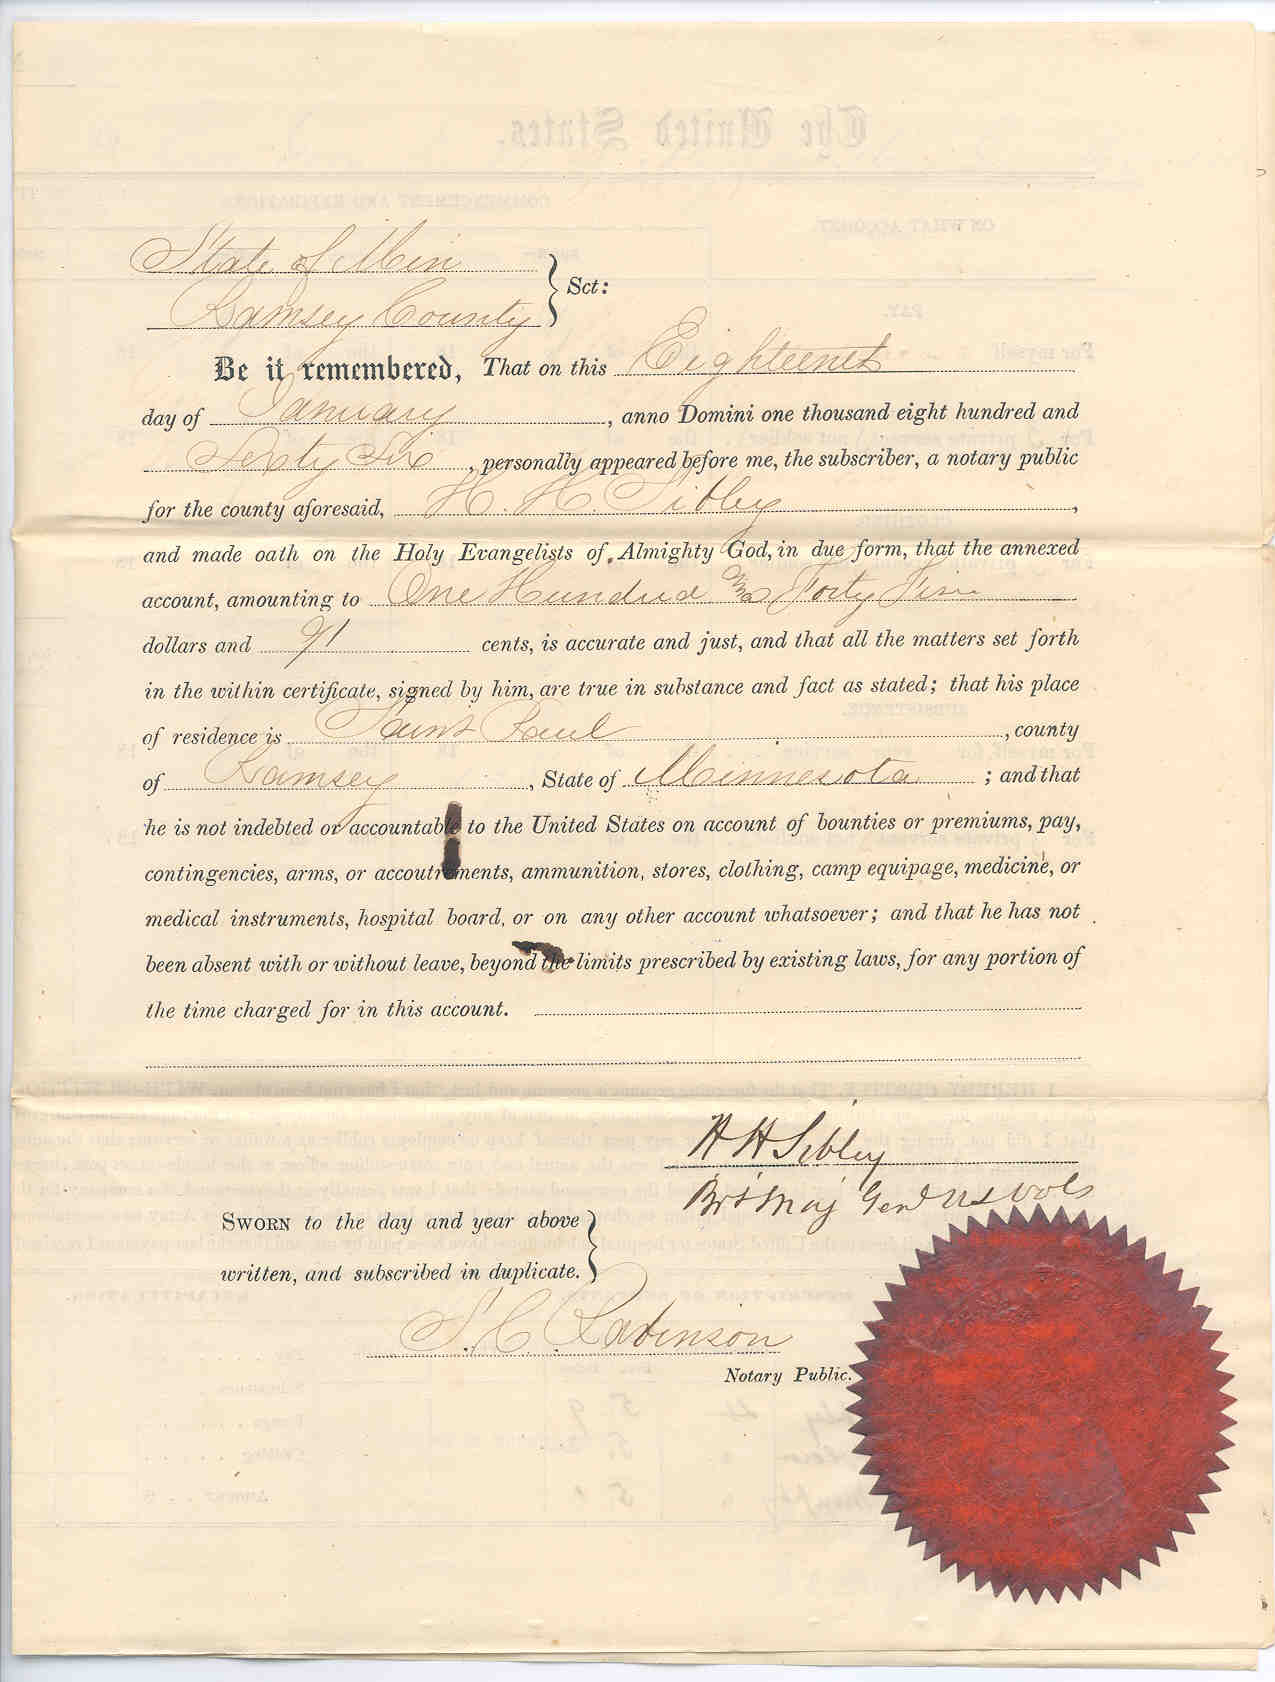 State of Min
Ramsey County } Sct:
Be it remembered, That on this Eighteenth
day of January, anno Domini one thousand eight hundred and
Sixty Six, personally appeared before me, the subscriber, a notary public
for the county aforesaid, H. H. Sibley,
and made oath on the Holy Evangelists of Almighty God, in due form, that the annexed
account, amounting to One Hundred and Forty Five
dollars and 91 cents, is accurate and just, and that all the matters set forth
in the within certificate, signed by him, are true in substance and fact as stated; that his place
of residence is Saint Paul, county
of Ramsey, State of Minnesota; and that
he is not indebted or accountable to the United States on account of bounties or premiums, pay,
contingencies, arms, or accoutrements, ammunition, stores, clothing, camp equipage, medicine, or
medical instruments, hospital board, or on any other account whatsoever; and that he has not
been absent with or without leave, beyond the limits prescribed by existing laws, for any portion of
the time charged for in this account.
H H Sibley
Bvt Maj Genl US Vols
SWORN to the day and year above
written, and subscribed in duplicate. }
S. C. Robinson
Notary Public.